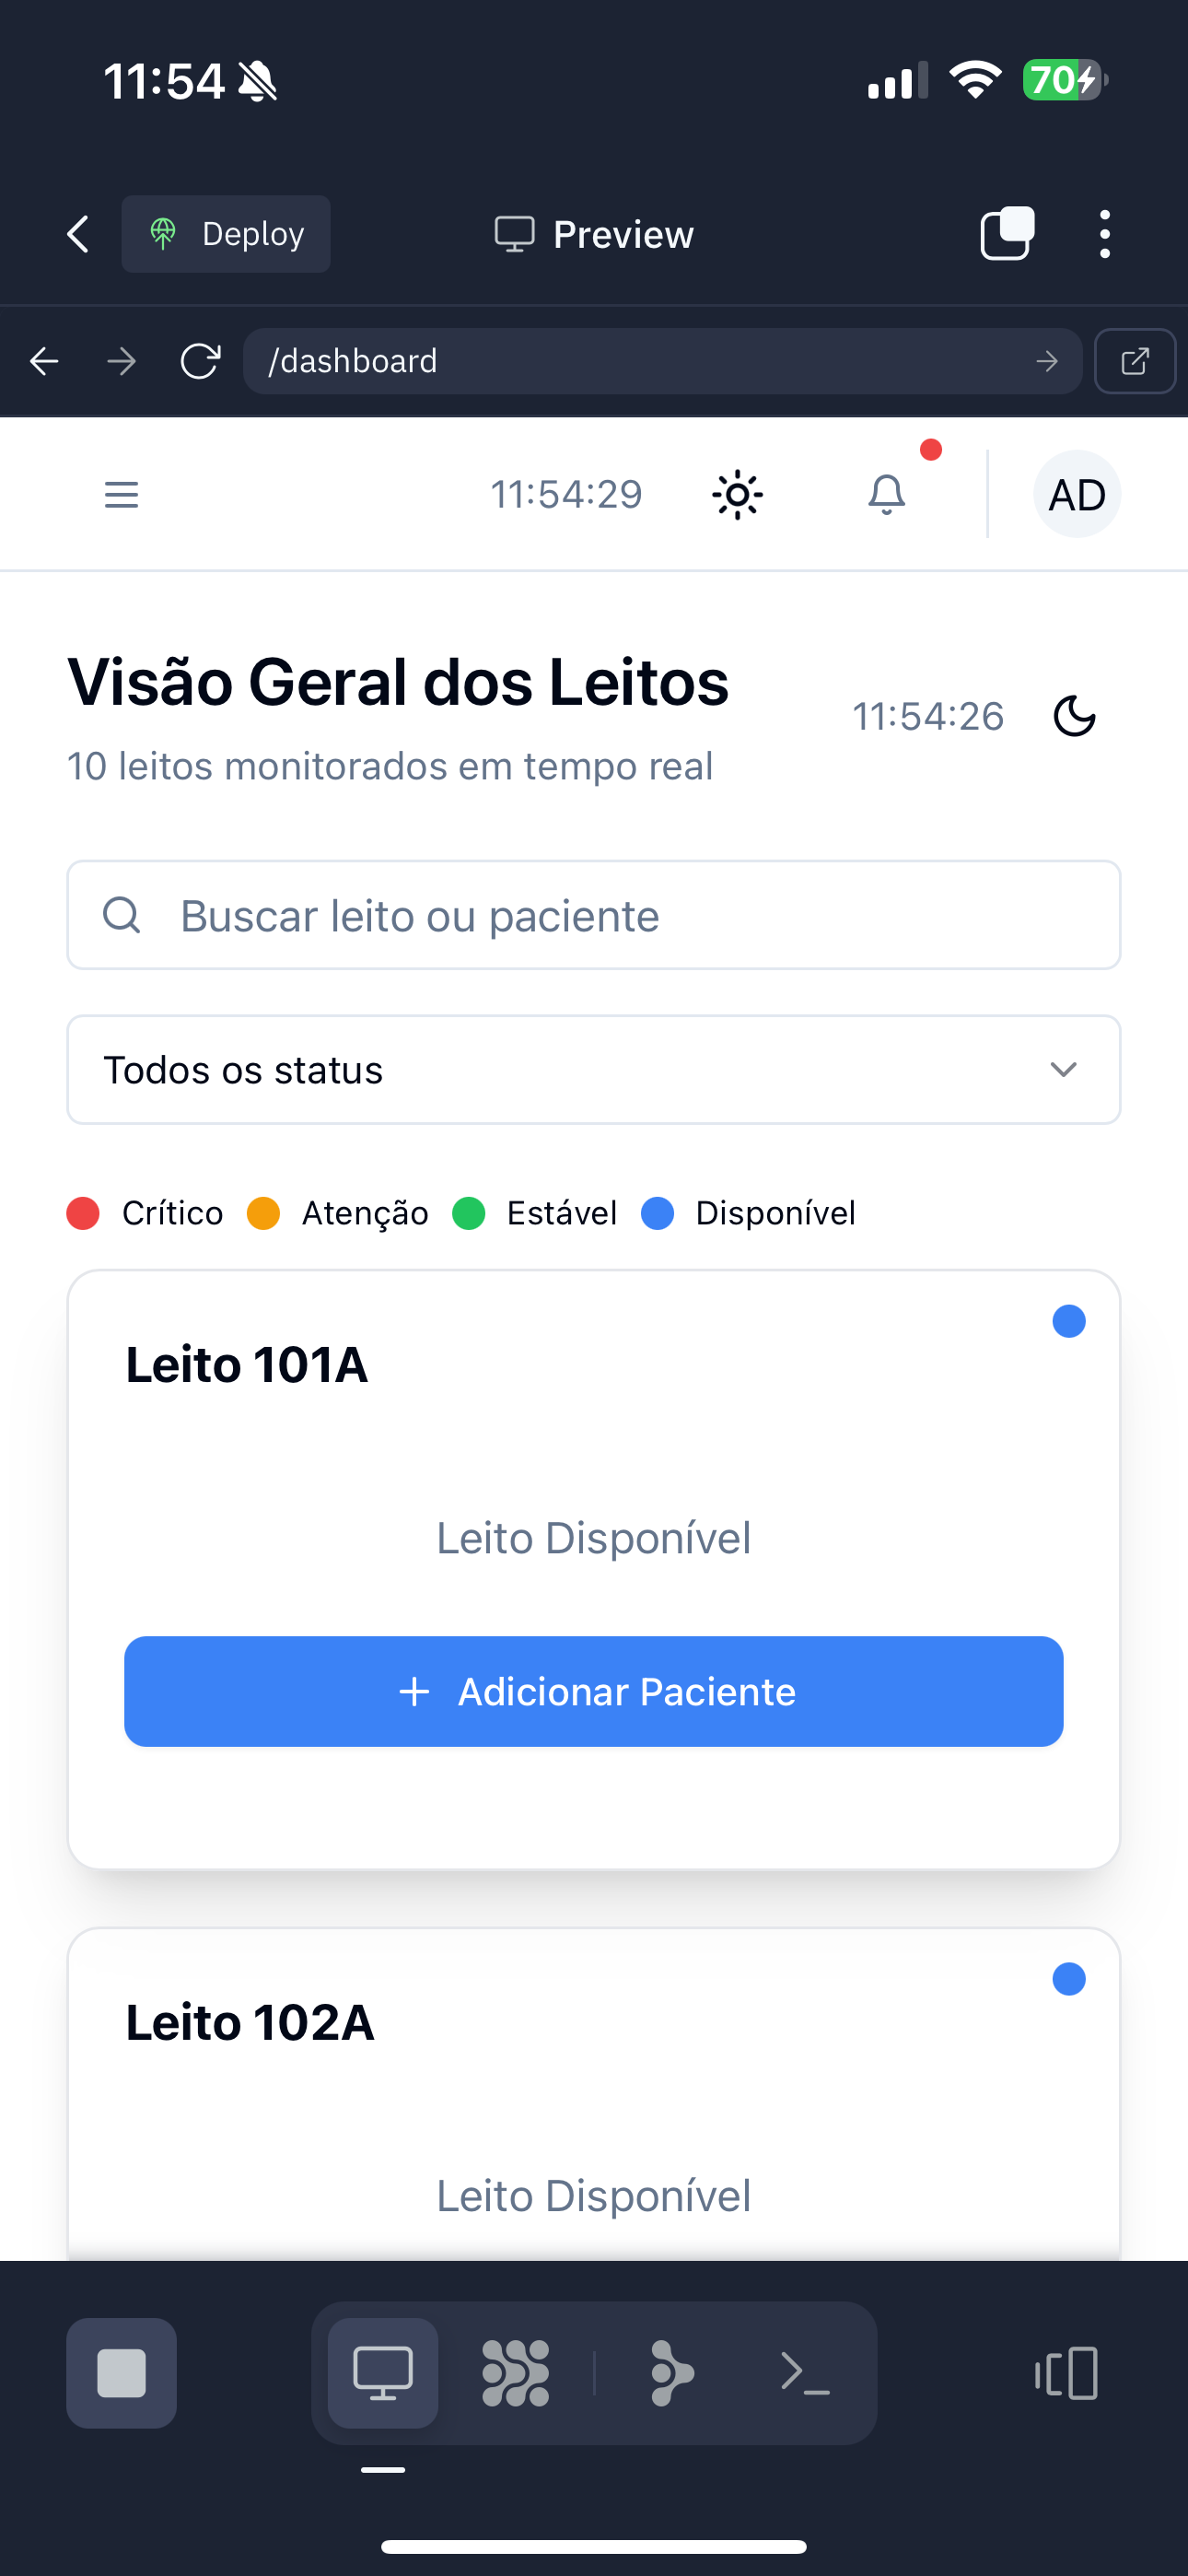 11:54
70
Deploy
Preview
/dashboard
11:54:29
AD
Visão Geral dos Leitos
11:54:26
10 leitos monitorados em tempo real
Buscar leito ou paciente
Todos os status
Crítico Atenção Estável Disponível
Leito 101A
Leito Disponível
+ Adicionar Paciente
Leito 102A
Leito Disponível